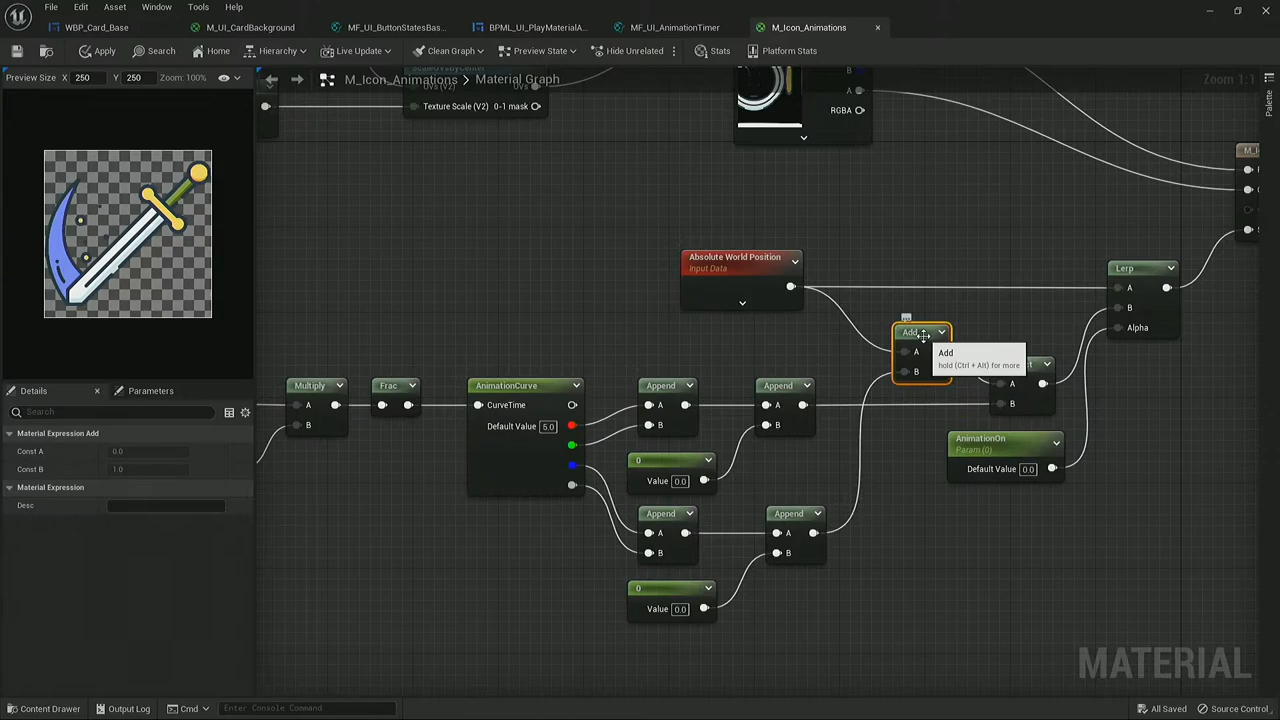 File Edit Asset Window Tools Help
WBP_Card_Base M_UI_CardBackground MF_UI_ButtonStatesBas... BPML_UI_PlayMaterialA... MF_UI_AnimationTimer M_Icon_Animations
Apply Search Home Hierarchy Live Update Clean Graph Preview State Hide Unrelated Stats Platform Stats
Preview Size X 250 Y 250 Zoom: 100%
M_Icon_Animations > Material Graph
Zoom 1:1
Palette
UVs (V2)
Texture Scale (V2) 0-1 mask
B
A
RGBA
Absolute World Position
Input Data
Lerp
A
B
Alpha
Add
A
B
Add
hold (Ctrl + Alt) for more
A
B
AnimationOn
Param (0)
Default Value 0.0
Multiply
A
B
Frac
AnimationCurve
CurveTime
Default Value 5.0
Append
A
B
Append
A
B
0
Value 0.0
Append
A
B
Append
A
B
0
Value 0.0
Details Parameters
Search
Material Expression Add
Const A 0.0
Const B 1.0
Material Expression
Desc
MATERIAL
Content Drawer Output Log Cmd Enter Console Command All Saved Source Control